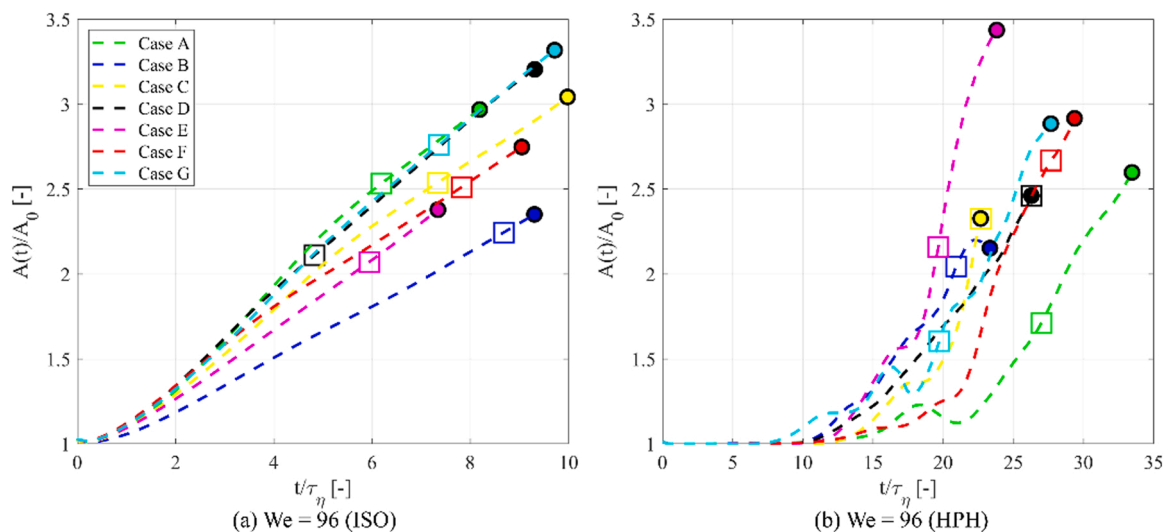 3.5
3
2.5
2
1.5
1
A(t)/A₀ [-]
Case A
Case B
Case C
Case D
Case E
Case F
Case G
0 2 4 6 8 10
t/τ_η [-]
(a) We = 96 (ISO)
3.5
3
2.5
2
1.5
1
A(t)/A₀ [-]
0 5 10 15 20 25 30 35
t/τ_η [-]
(b) We = 96 (HPH)